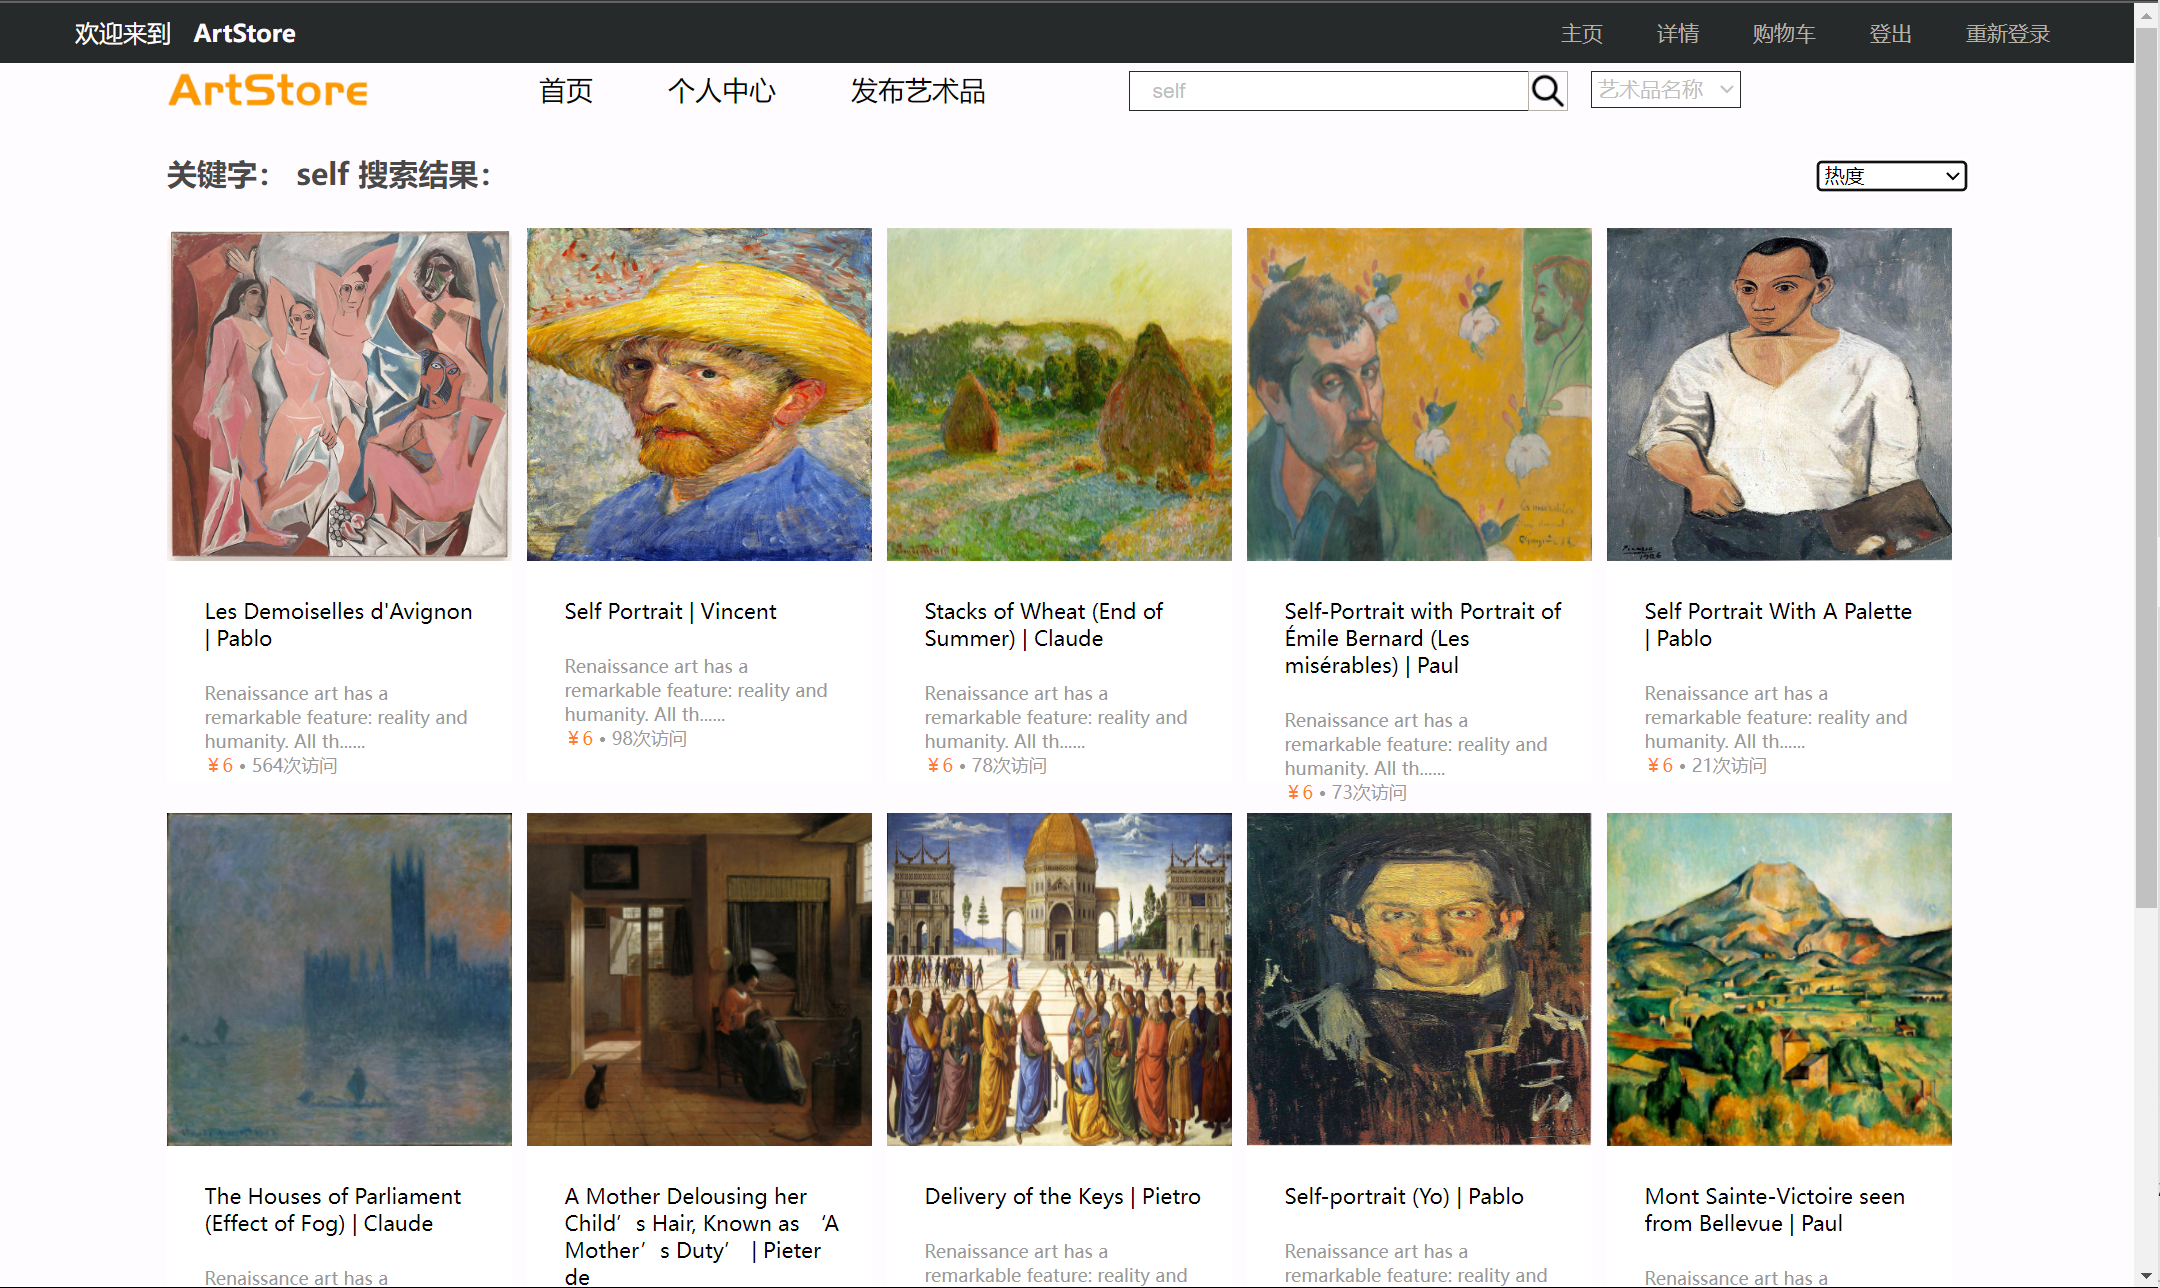 欢迎来到 ArtStore
主页 详情 购物车 登出 重新登录
ArtStore
首页 个人中心 发布艺术品
self
艺术品名称
关键字： self 搜索结果：
热度
Les Demoiselles d'Avignon
| Pablo
Renaissance art has a
remarkable feature: reality and
humanity. All th......
￥6 • 564次访问
Self Portrait | Vincent
Renaissance art has a
remarkable feature: reality and
humanity. All th......
￥6 • 98次访问
Stacks of Wheat (End of
Summer) | Claude
Renaissance art has a
remarkable feature: reality and
humanity. All th......
￥6 • 78次访问
Self-Portrait with Portrait of
Émile Bernard (Les
misérables) | Paul
Renaissance art has a
remarkable feature: reality and
humanity. All th......
￥6 • 73次访问
Self Portrait With A Palette
| Pablo
Renaissance art has a
remarkable feature: reality and
humanity. All th......
￥6 • 21次访问
The Houses of Parliament
(Effect of Fog) | Claude
Renaissance art has a
A Mother Delousing her
Child’s Hair, Known as ‘A
Mother’s Duty’ | Pieter
de
Delivery of the Keys | Pietro
Renaissance art has a
remarkable feature: reality and
Self-portrait (Yo) | Pablo
Renaissance art has a
remarkable feature: reality and
Mont Sainte-Victoire seen
from Bellevue | Paul
Renaissance art has a